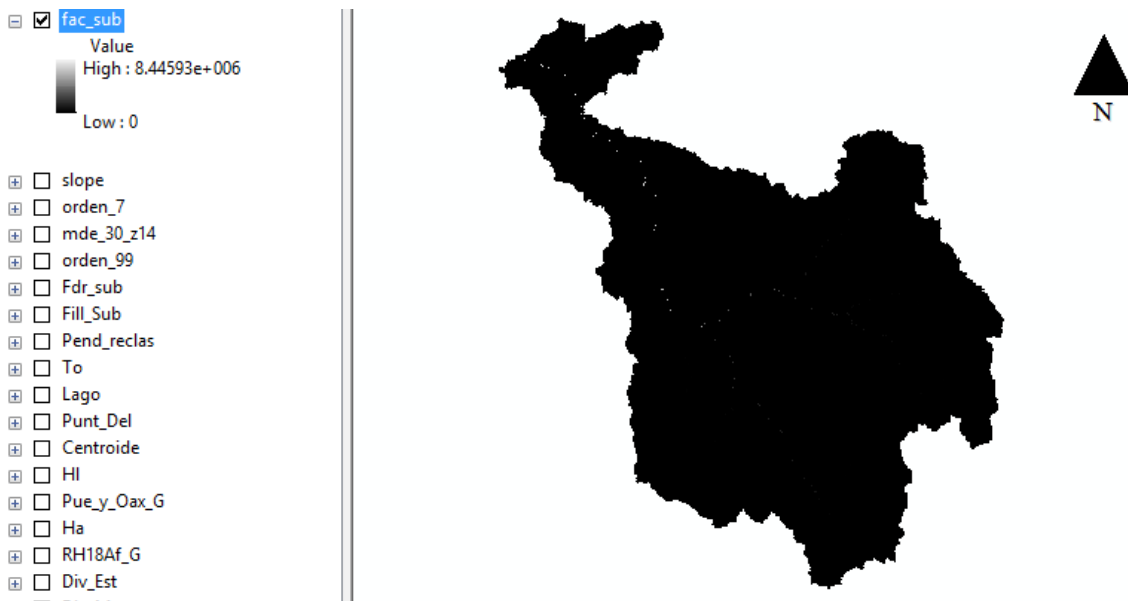 fac_sub
Value
High : 8.44593e+006
Low : 0
slope
orden_7
mde_30_z14
orden_99
Fdr_sub
Fill_Sub
Pend_reclas
To
Lago
Punt_Del
Centroide
Hl
Pue_y_Oax_G
Ha
RH18Af_G
Div_Est
N